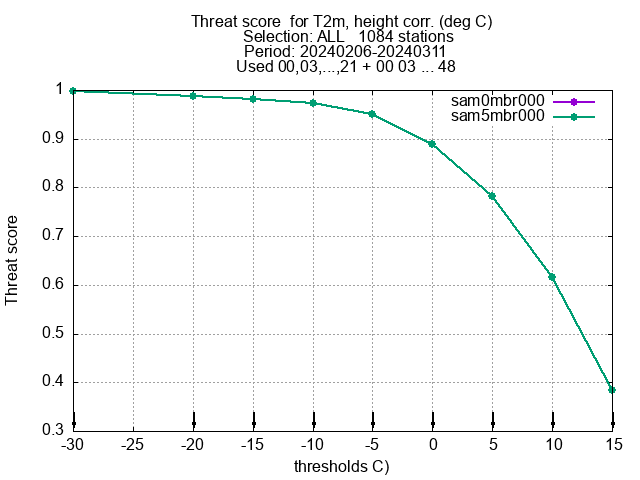 Threat score  for T2m, height corr. (deg C)
Selection: ALL   1084 stations
Period: 20240206-20240311
Used 00,03,...,21 + 00 03 ... 48
sam0mbr000
sam5mbr000
Threat score
1
0.9
0.8
0.7
0.6
0.5
0.4
0.3
-30 -25 -20 -15 -10 -5 0 5 10 15
thresholds C)